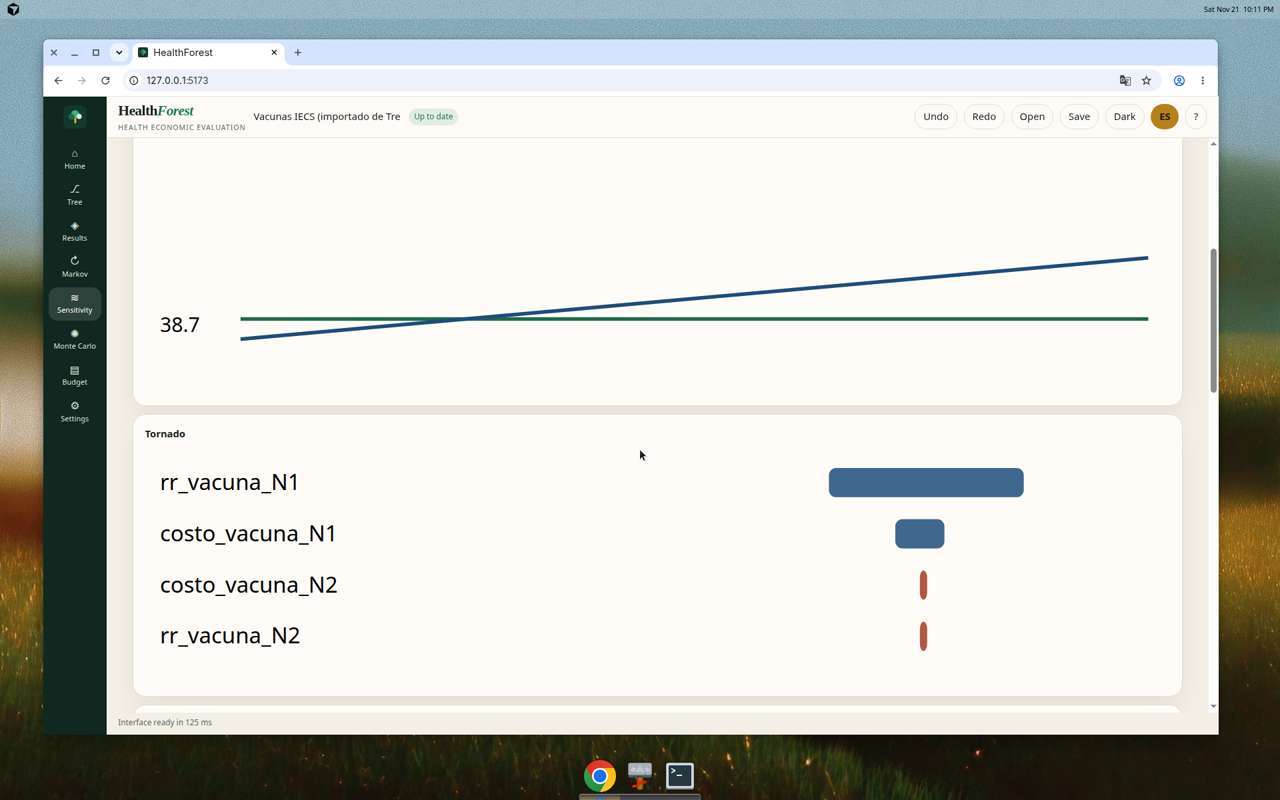 Sat Nov 21 10:11 PM
HealthForest
127.0.0.1:5173
HealthForest
HEALTH ECONOMIC EVALUATION
Vacunas IECS (importado de Tre
Up to date
Undo
Redo
Open
Save
Dark
ES
?
Home
Tree
Results
Markov
Sensitivity
Monte Carlo
Budget
Settings
38.7
Tornado
rr_vacuna_N1
costo_vacuna_N1
costo_vacuna_N2
rr_vacuna_N2
Interface ready in 125 ms